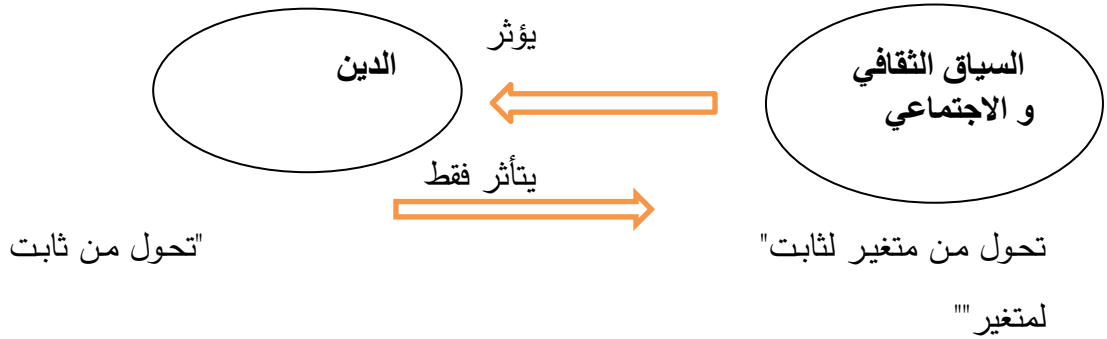 يؤثر
السياق الثقافي
و الاجتماعي
الدين
يتأثر فقط
تحول من متغير لثابت"
"تحول من ثابت
لمتغير""